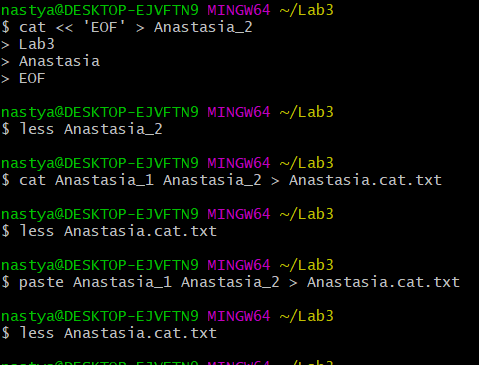 nastya@DESKTOP-EJVFTN9 MINGW64 ~/Lab3
$ cat << 'EOF' > Anastasia_2
> Lab3
> Anastasia
> EOF
nastya@DESKTOP-EJVFTN9 MINGW64 ~/Lab3
$ less Anastasia_2
nastya@DESKTOP-EJVFTN9 MINGW64 ~/Lab3
$ cat Anastasia_1 Anastasia_2 > Anastasia.cat.txt
nastya@DESKTOP-EJVFTN9 MINGW64 ~/Lab3
$ less Anastasia.cat.txt
nastya@DESKTOP-EJVFTN9 MINGW64 ~/Lab3
$ paste Anastasia_1 Anastasia_2 > Anastasia.cat.txt
nastya@DESKTOP-EJVFTN9 MINGW64 ~/Lab3
$ less Anastasia.cat.txt